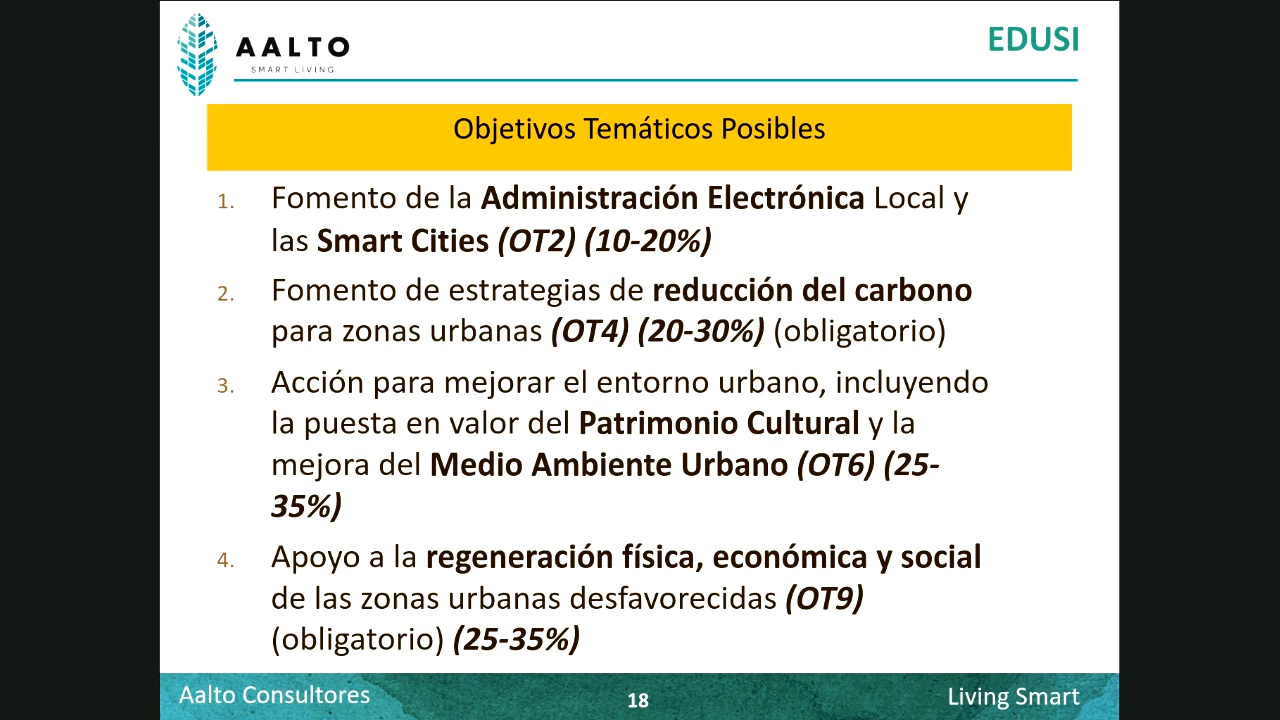 AALTO
SMART LIVING
EDUSI
Objetivos Temáticos Posibles
1. Fomento de la Administración Electrónica Local y
las Smart Cities (OT2) (10-20%)
2. Fomento de estrategias de reducción del carbono
para zonas urbanas (OT4) (20-30%) (obligatorio)
3. Acción para mejorar el entorno urbano, incluyendo
la puesta en valor del Patrimonio Cultural y la
mejora del Medio Ambiente Urbano (OT6) (25-
35%)
4. Apoyo a la regeneración física, económica y social
de las zonas urbanas desfavorecidas (OT9)
(obligatorio) (25-35%)
Aalto Consultores
18
Living Smart